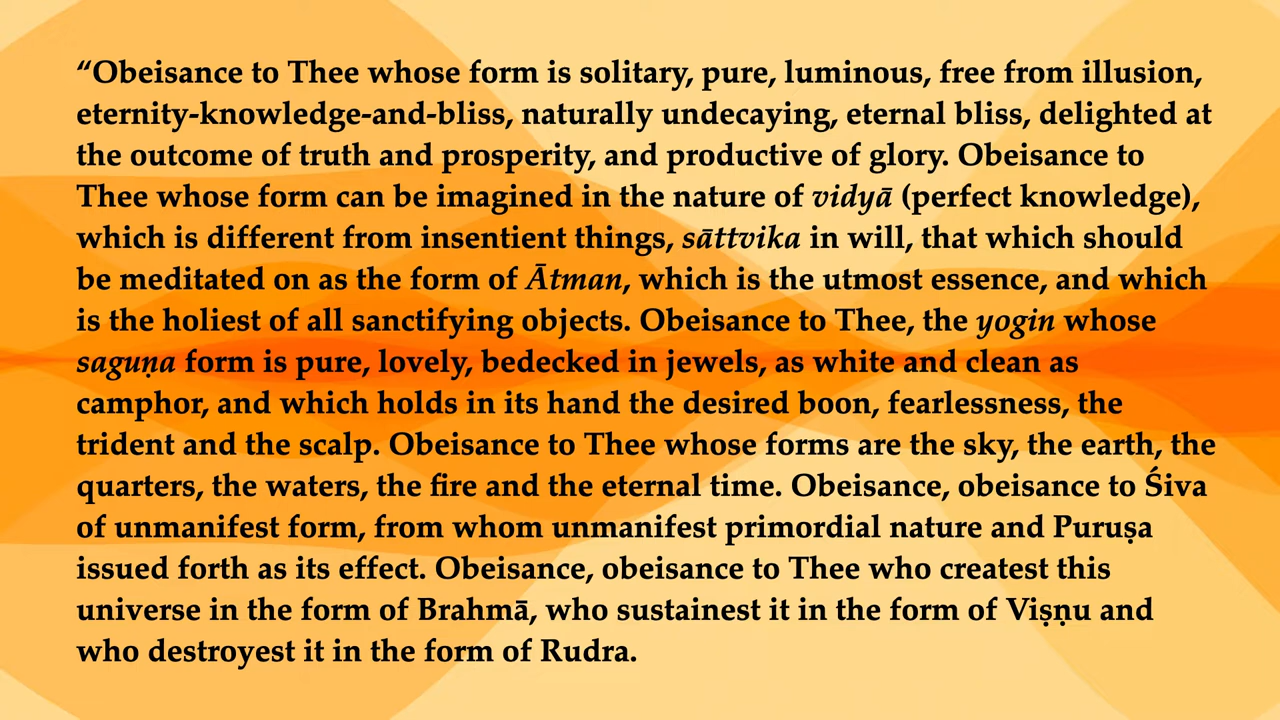 “Obeisance to Thee whose form is solitary, pure, luminous, free from illusion,
eternity-knowledge-and-bliss, naturally undecaying, eternal bliss, delighted at
the outcome of truth and prosperity, and productive of glory. Obeisance to
Thee whose form can be imagined in the nature of vidyā (perfect knowledge),
which is different from insentient things, sāttvika in will, that which should
be meditated on as the form of Ātman, which is the utmost essence, and which
is the holiest of all sanctifying objects. Obeisance to Thee, the yogin whose
saguṇa form is pure, lovely, bedecked in jewels, as white and clean as
camphor, and which holds in its hand the desired boon, fearlessness, the
trident and the scalp. Obeisance to Thee whose forms are the sky, the earth, the
quarters, the waters, the fire and the eternal time. Obeisance, obeisance to Śiva
of unmanifest form, from whom unmanifest primordial nature and Puruṣa
issued forth as its effect. Obeisance, obeisance to Thee who createst this
universe in the form of Brahmā, who sustainest it in the form of Viṣṇu and
who destroyest it in the form of Rudra.